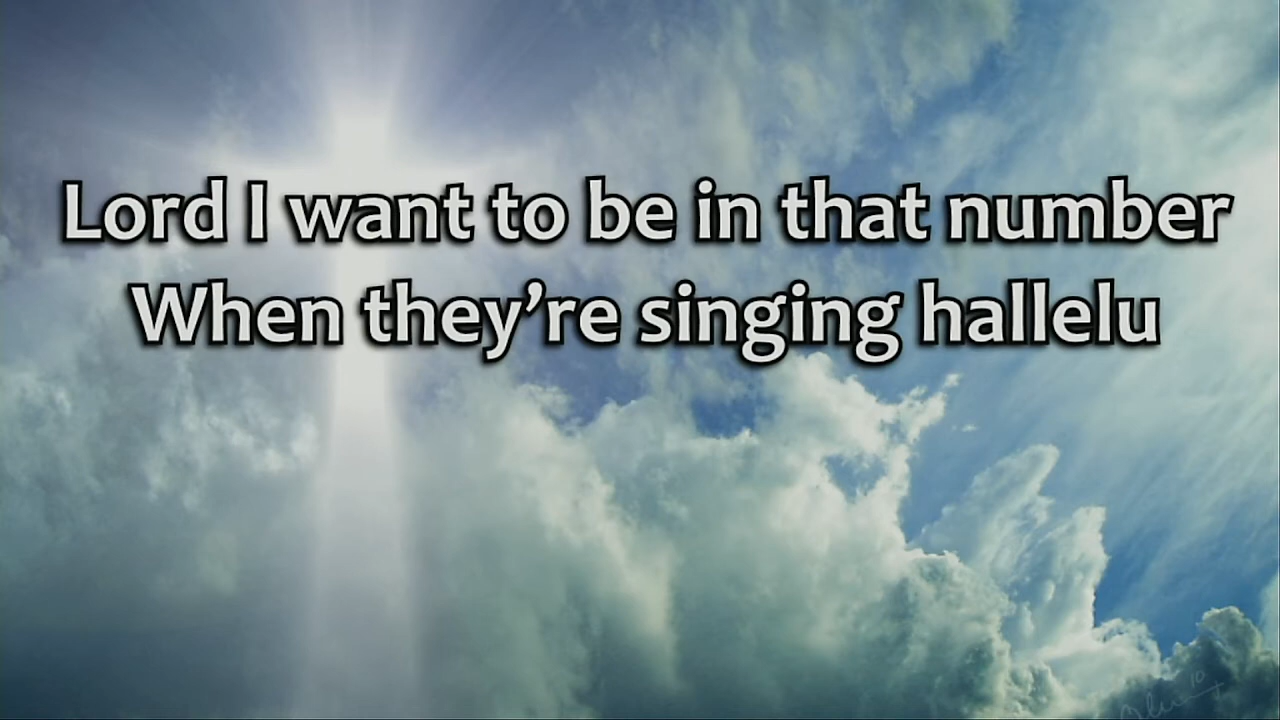 Lord I want to be in that number
When they’re singing hallelu